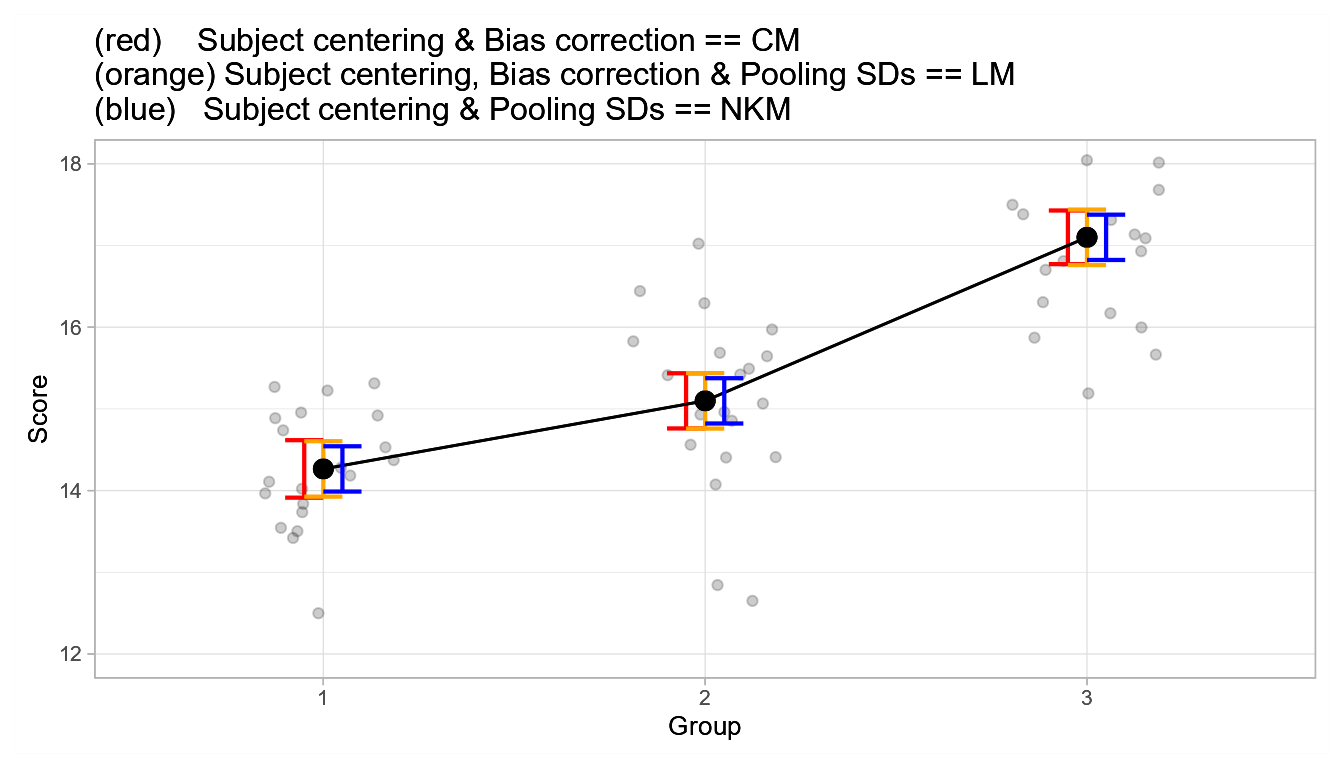 (red) Subject centering & Bias correction == CM
(orange) Subject centering, Bias correction & Pooling SDs == LM
(blue) Subject centering & Pooling SDs == NKM
18
16
14
12
Score
1 2 3
Group